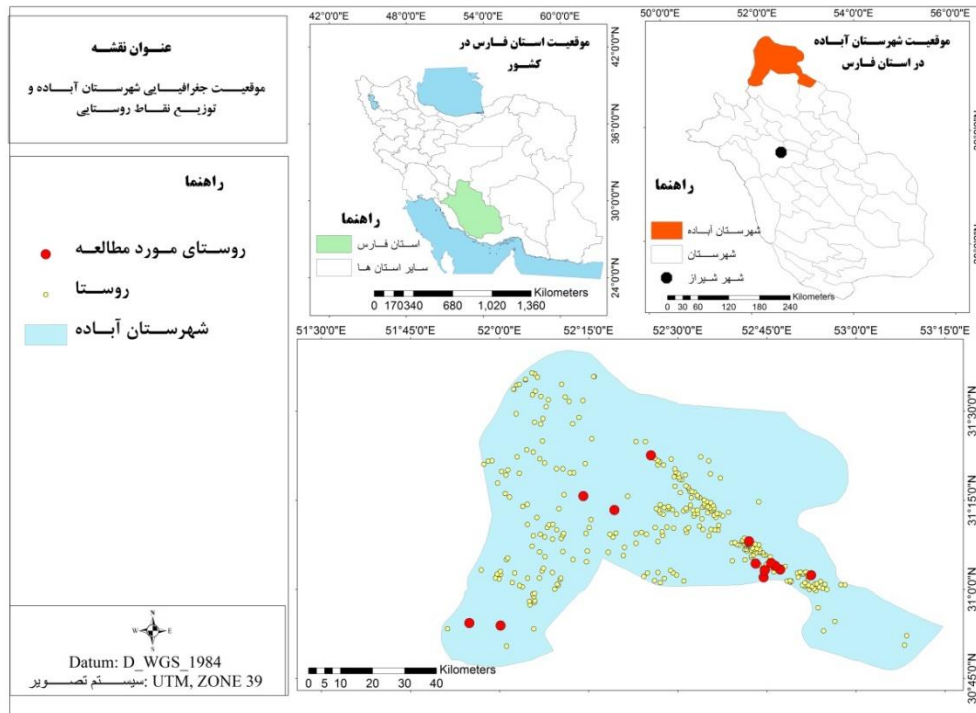 عنوان نقشه
موقعیت جغرافیایی شهرستان آباده و
توزیع نقاط روستایی
راهنما
روستای مورد مطالعه
روستا
شهرستان آباده
N
W E
S
Datum: D_WGS_1984
سیستم تصویر: UTM, ZONE 39
42°0'0"E 48°0'0"E 54°0'0"E 60°0'0"E
موقعیت استان فارس در
کشور
42°0'0"N
36°0'0"N
30°0'0"N
24°0'0"N
راهنما
استان فارس
سایر استان ها
Kilometers
0 170340 680 1,020 1,360
50°0'0"E 52°0'0"E 54°0'0"E 56°0'0"E
موقعیت شهرستان آباده
در استان فارس
راهنما
شهرستان آباده
شهرستان
شهر شیراز
Kilometers
0 30 60 120 180 240
51°30'0"E 51°45'0"E 52°0'0"E 52°15'0"E 52°30'0"E 52°45'0"E 53°0'0"E 53°15'0"E
31°30'0"N
31°15'0"N
31°0'0"N
30°45'0"N
Kilometers
0 5 10 20 30 40